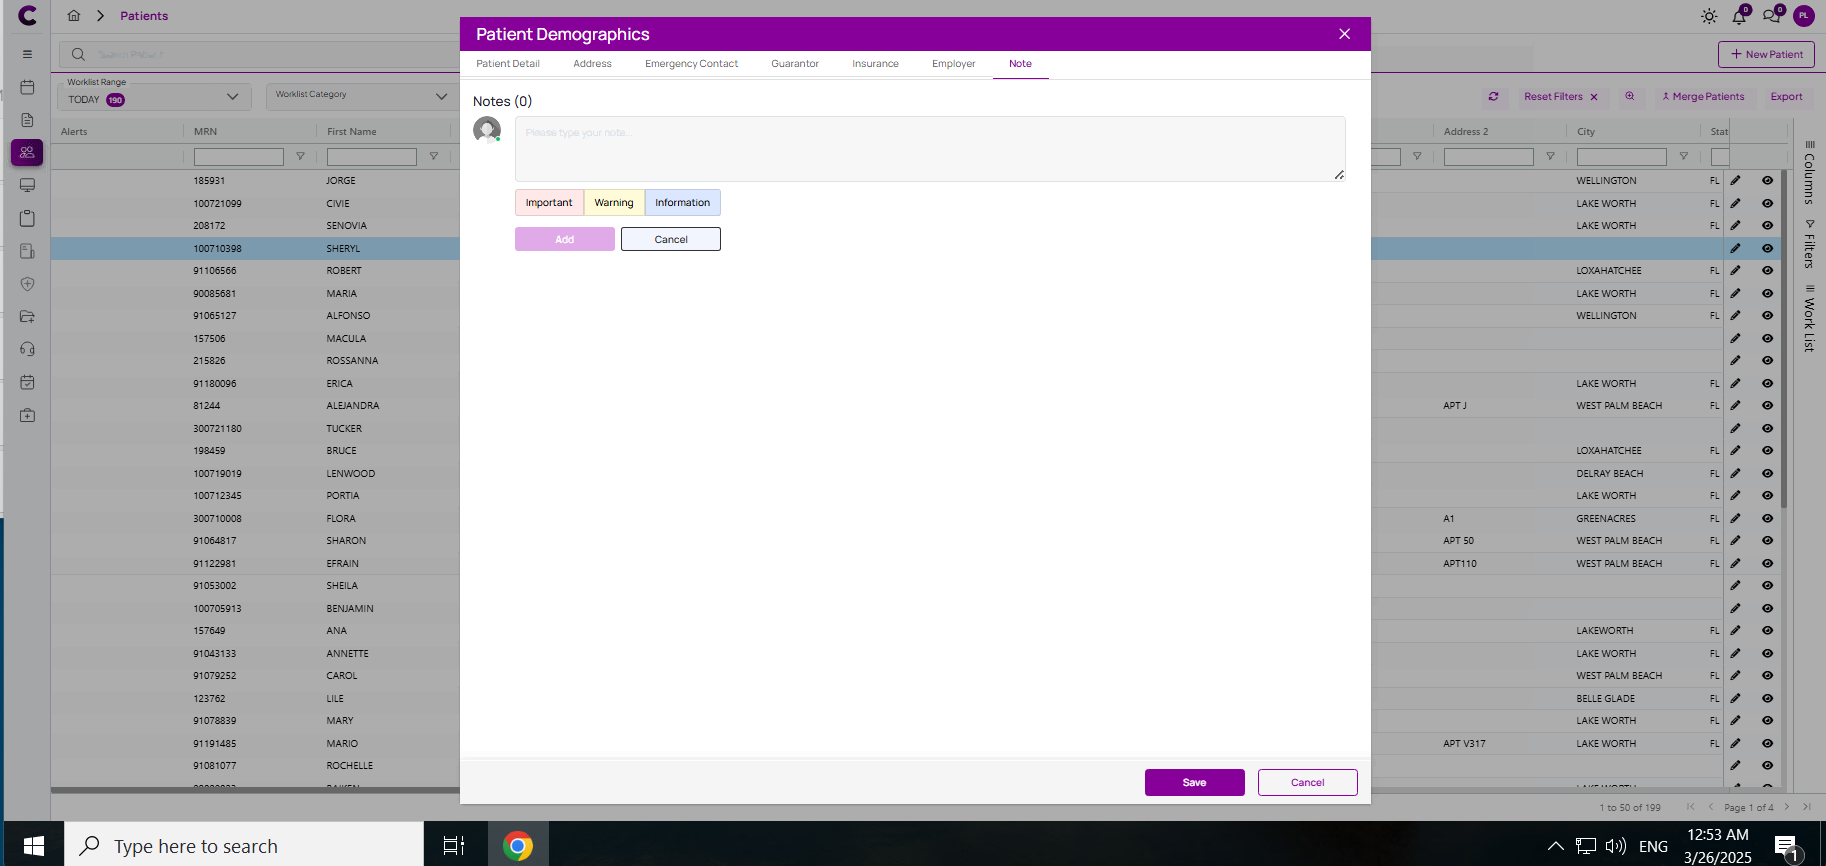 Patients
0
0
PL
Patient Demographics
New Patient
Patient Detail Address Emergency Contact Guarantor Insurance Employer Note
Worklist Range
TODAY 190
Worklist Category
Reset Filters
Merge Patients
Export
Notes (0)
Please type your note...
Important Warning Information
Add Cancel
Alerts MRN First Name Address 2 City Stat
185931 JORGE WELLINGTON FL
100721099 CIVIE LAKE WORTH FL
208172 SENOVIA LAKE WORTH FL
100710398 SHERYL
91106566 ROBERT LOXAHATCHEE FL
90085681 MARIA LAKE WORTH FL
91065127 ALFONSO WELLINGTON FL
157506 MACULA
215826 ROSSANNA
91180096 ERICA LAKE WORTH FL
81244 ALEJANDRA APT J WEST PALM BEACH FL
300721180 TUCKER
198459 BRUCE LOXAHATCHEE FL
100719019 LENWOOD DELRAY BEACH FL
100712345 PORTIA LAKE WORTH FL
300710008 FLORA A1 GREENACRES FL
91064817 SHARON APT 50 WEST PALM BEACH FL
91122981 EFRAIN APT110 WEST PALM BEACH FL
91053002 SHEILA
100705913 BENJAMIN
157649 ANA LAKEWORTH FL
91043133 ANNETTE LAKE WORTH FL
91079252 CAROL WEST PALM BEACH FL
123762 LILE BELLE GLADE FL
91078839 MARY LAKE WORTH FL
91191485 MARIO APT V317 LAKE WORTH FL
91081077 ROCHELLE
Columns
Filters
Work List
Save Cancel
1 to 50 of 199 Page 1 of 4
Type here to search
ENG
12:53 AM
3/26/2025
1